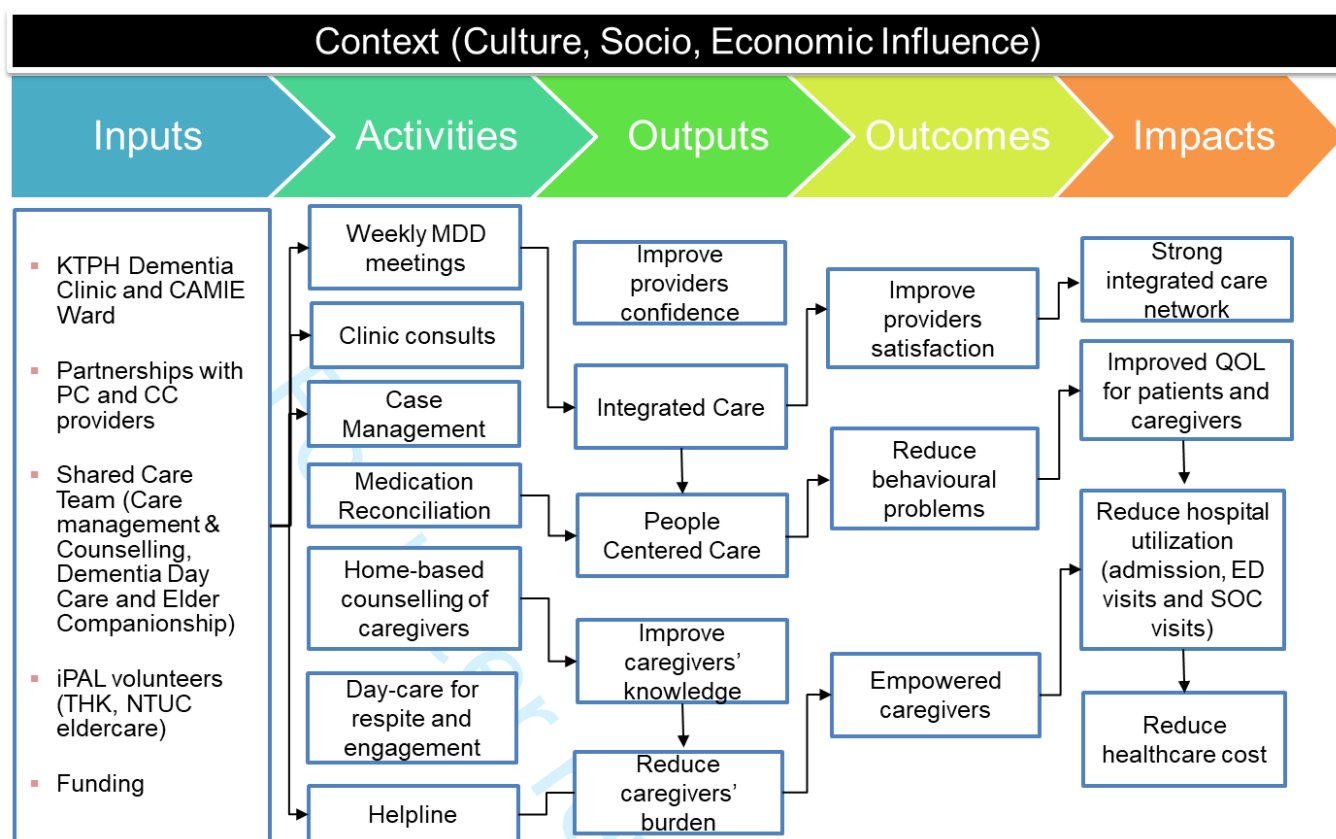 Context (Culture, Socio, Economic Influence)
Inputs
Activities
Outputs
Outcomes
Impacts
KTPH Dementia
Clinic and CAMIE
Ward
Partnerships with
PC and CC
providers
Shared Care
Team (Care
management &
Counselling,
Dementia Day
Care and Elder
Companionship)
iPAL volunteers
(THK, NTUC
eldercare)
Funding
Weekly MDD
meetings
Clinic consults
Case
Management
Medication
Reconciliation
Home-based
counselling of
caregivers
Day-care for
respite and
engagement
Helpline
Improve
providers
confidence
Integrated Care
People
Centered Care
Improve
caregivers'
knowledge
Reduce
caregivers'
burden
Improve
providers
satisfaction
Reduce
behavioural
problems
Empowered
caregivers
Strong
integrated care
network
Improved QOL
for patients and
caregivers
Reduce hospital
utilization
(admission, ED
visits and SOC
visits)
Reduce
healthcare cost